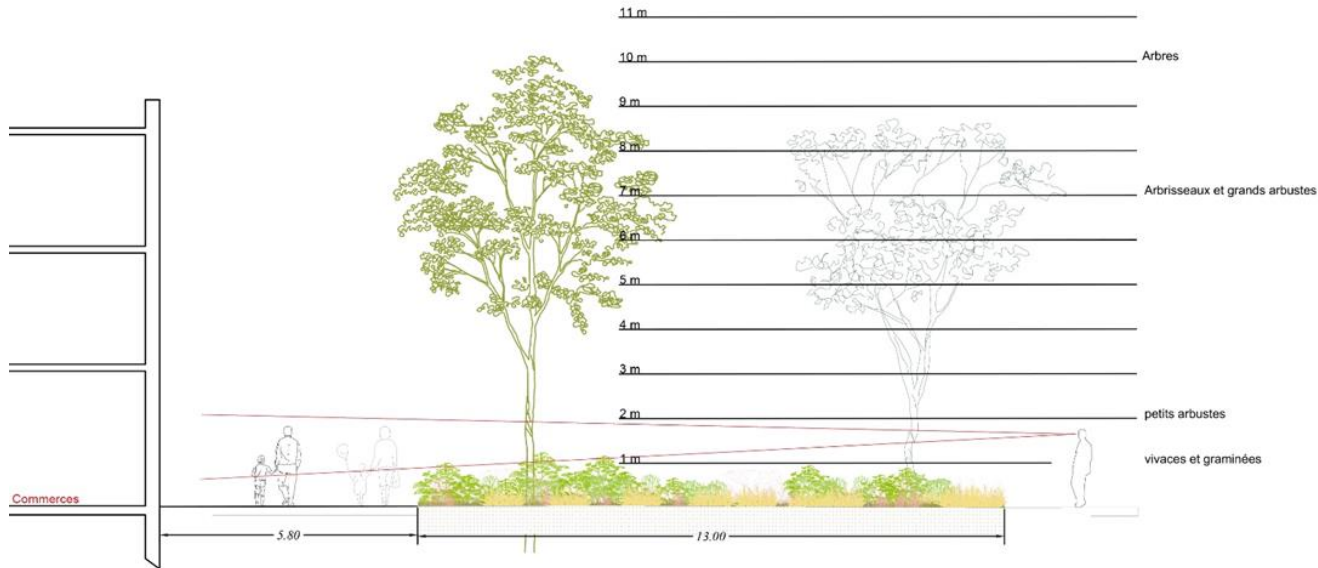 11 m
10 m
Arbres
9 m
8 m
7 m
Arbrisseaux et grands arbustes
6 m
5 m
4 m
3 m
2 m
petits arbustes
1 m
vivaces et graminées
Commerces
5.80
13.00